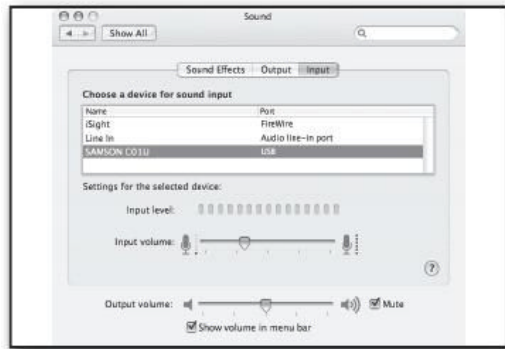 Sound
Show All
Sound Effects Output Input
Choose a device for sound input
Name Port
iSight FireWire
Line In Audio line-in port
SAMSON C01U USB
Settings for the selected device:
Input level:
Input volume:
?
Output volume: Mute
Show volume in menu bar